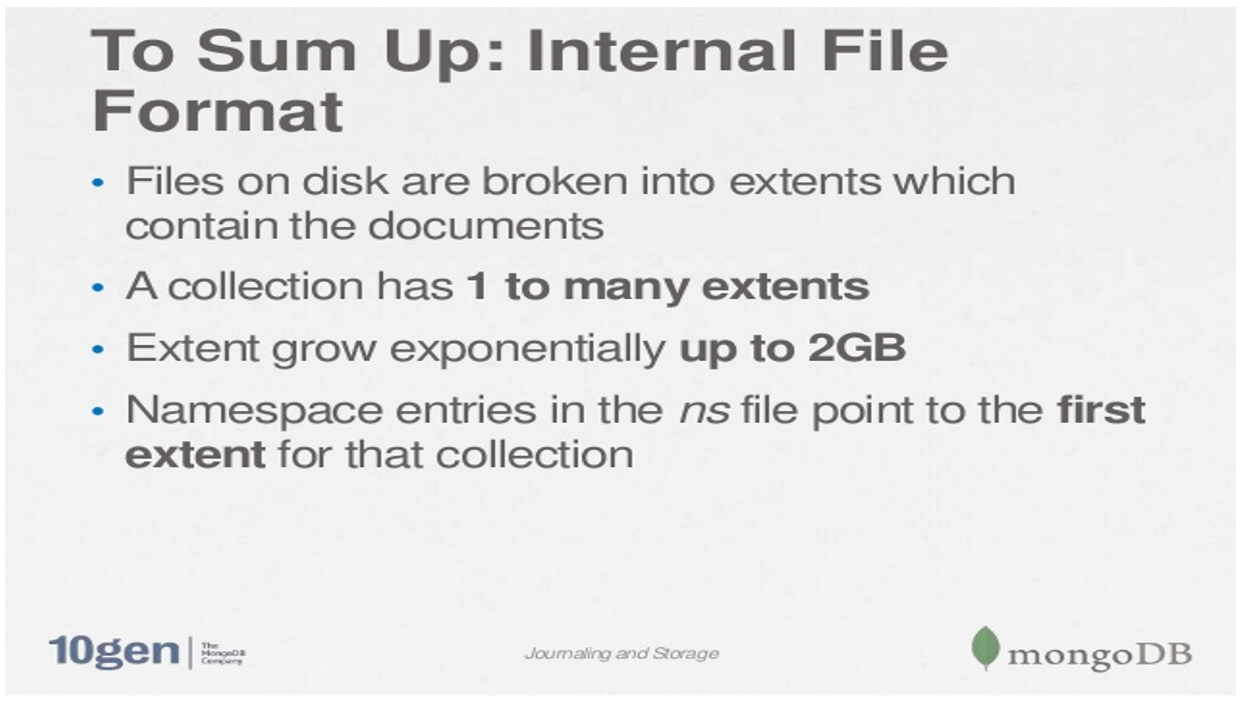 To Sum Up: Internal File
Format
• Files on disk are broken into extents which
contain the documents
• A collection has 1 to many extents
• Extent grow exponentially up to 2GB
• Namespace entries in the ns file point to the first
extent for that collection
10gen
The
MongoDB
Company
Journaling and Storage
mongoDB